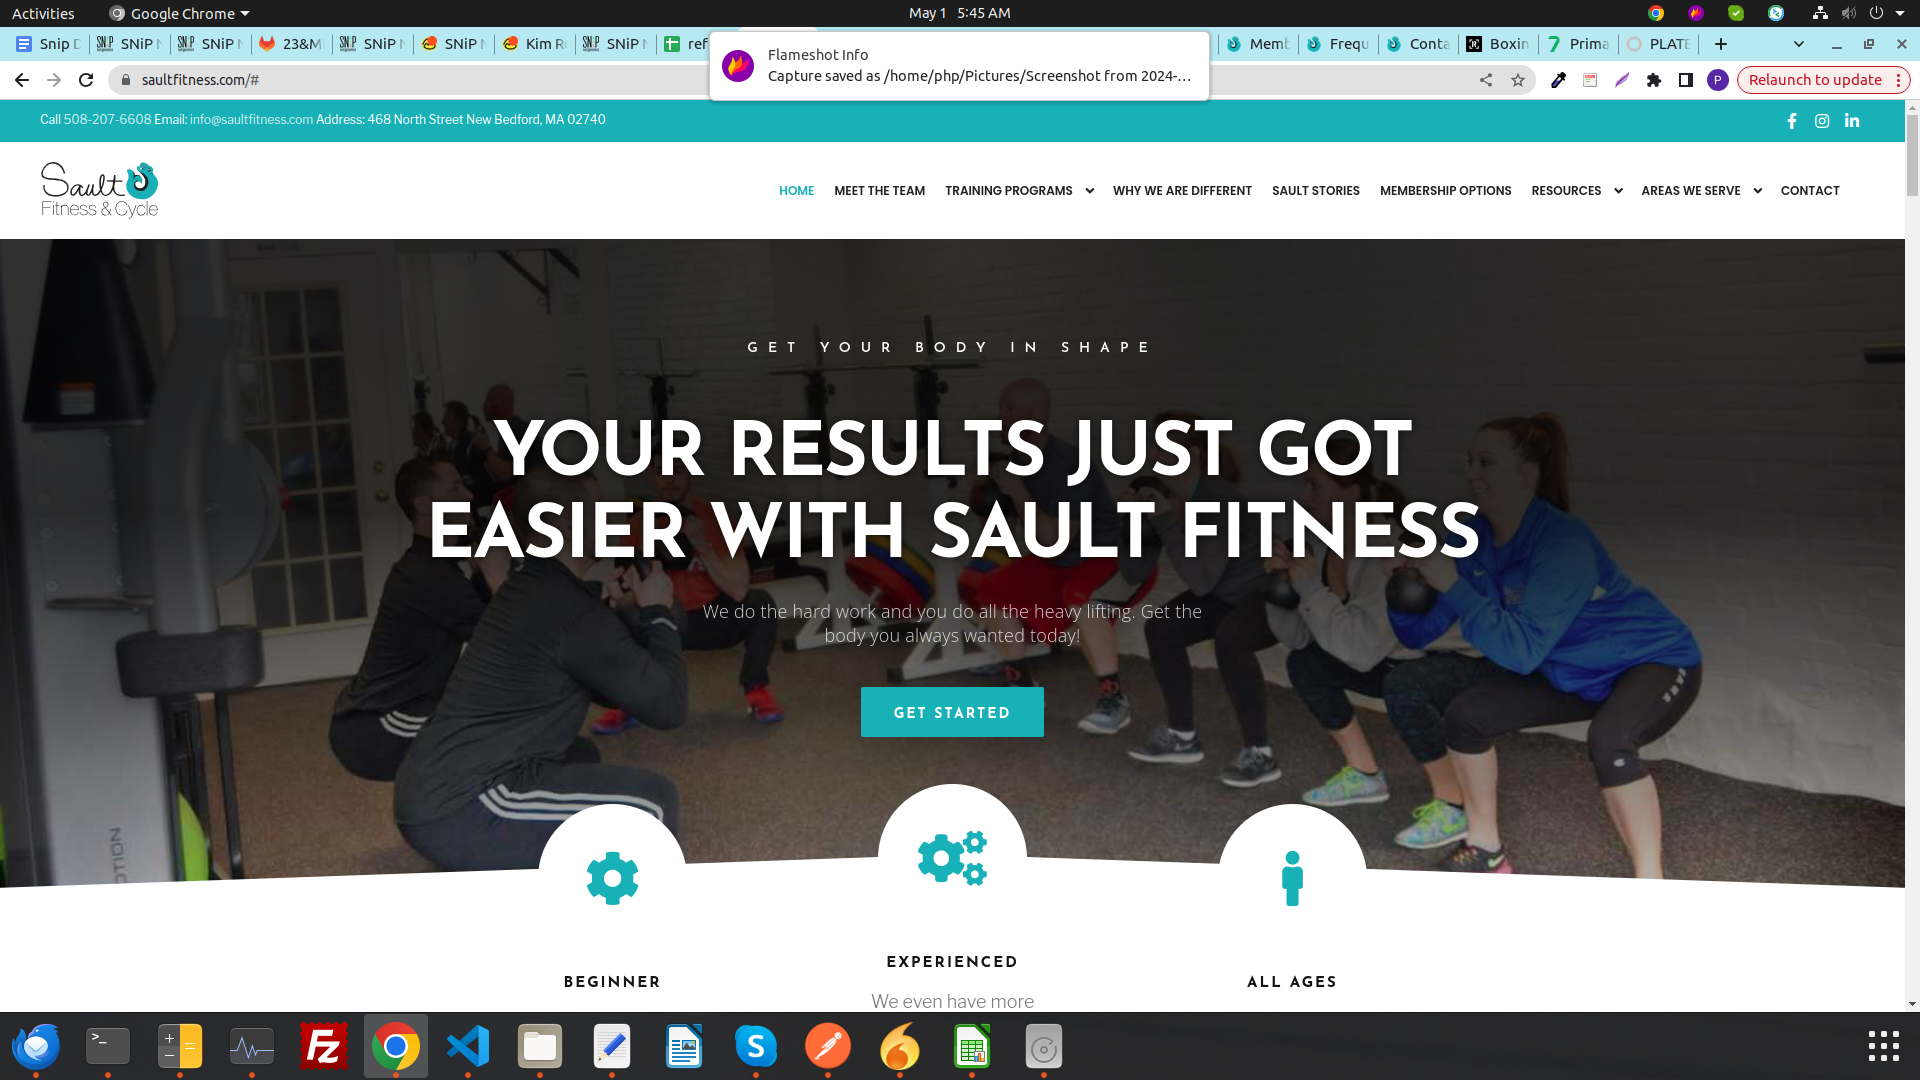 Activities
Google Chrome
May 1 5:45 AM
Snip D
SNiP N
SNiP N
23&M
SNiP N
SNiP N
Kim R
SNiP N
ref
Memb
Frequ
Conta
Boxin
Prima
PLATE
Flameshot Info
Capture saved as /home/php/Pictures/Screenshot from 2024-...
saultfitness.com/#
P
Relaunch to update
Call 508-207-6608 Email: info@saultfitness.com Address: 468 North Street New Bedford, MA 02740
Sault
Fitness & Cycle
HOME
MEET THE TEAM
TRAINING PROGRAMS
WHY WE ARE DIFFERENT
SAULT STORIES
MEMBERSHIP OPTIONS
RESOURCES
AREAS WE SERVE
CONTACT
GET YOUR BODY IN SHAPE
YOUR RESULTS JUST GOT
EASIER WITH SAULT FITNESS
We do the hard work and you do all the heavy lifting. Get the
body you always wanted today!
GET STARTED
BEGINNER
EXPERIENCED
ALL AGES
We even have more